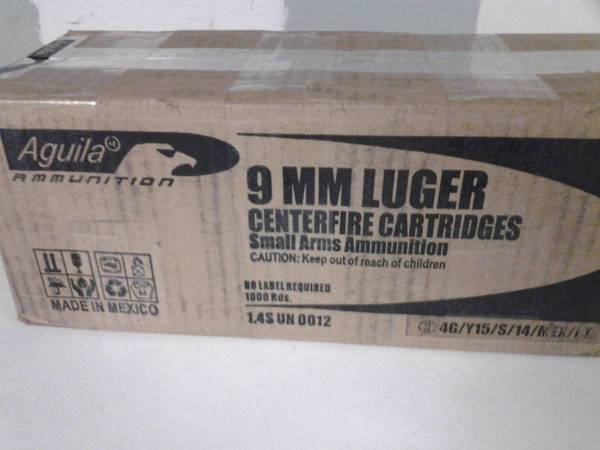 Aguila
AMMUNITION
9 MM LUGER
CENTERFIRE CARTRIDGES
Small Arms Ammunition
CAUTION: Keep out of reach of children
NO LABEL REQUIRED
1000 Rds.
MADE IN MEXICO
1.4S UN 0012
4G/Y15/S/14/